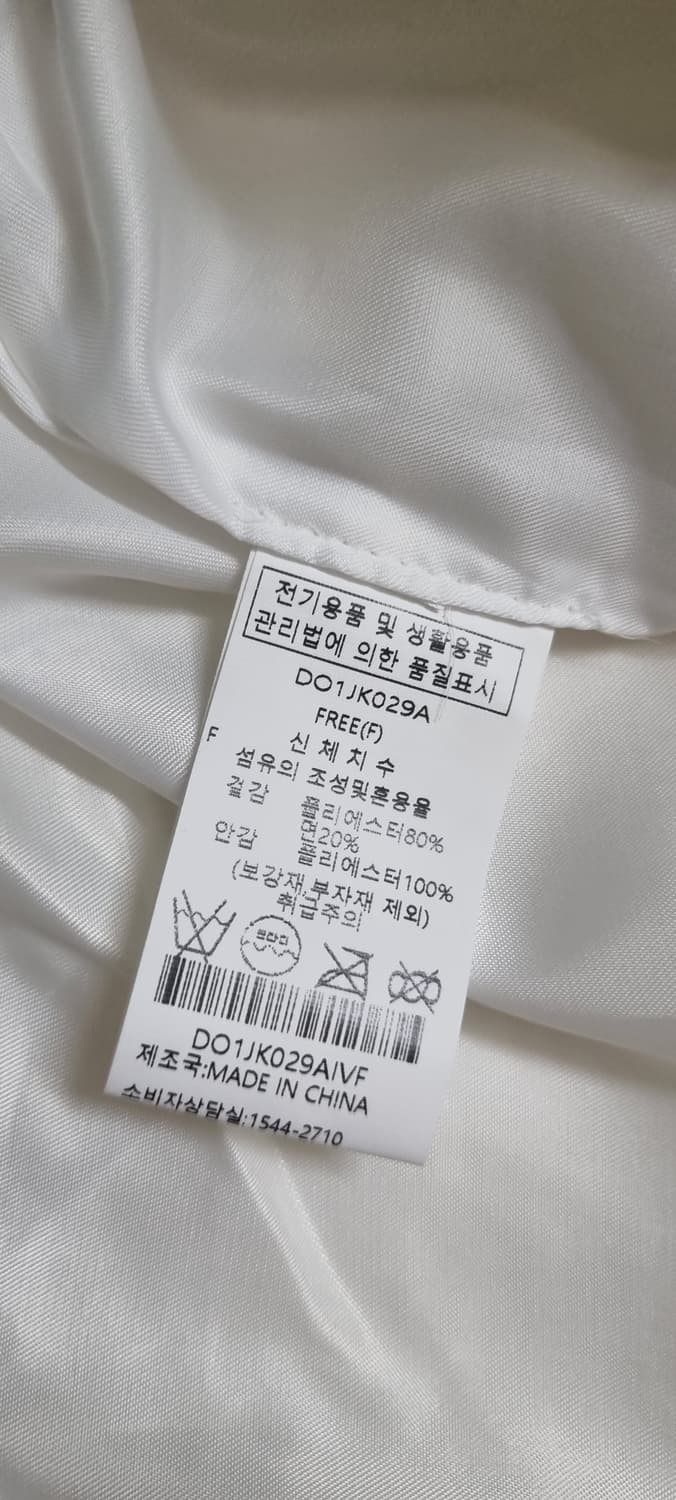 전기용품 및 생활용품
관리법에 의한 품질표시
DO1JK029A
FREE(F)
F 신 체 치 수
섬유의 조성및혼용율
겉감 폴리에스터80%
면20%
안감 폴리에스터100%
(보강재,부자재 제외)
취급주의
드라이
DO1JK029AIVF
제조국:MADE IN CHINA
소비자상담실:1544-2710